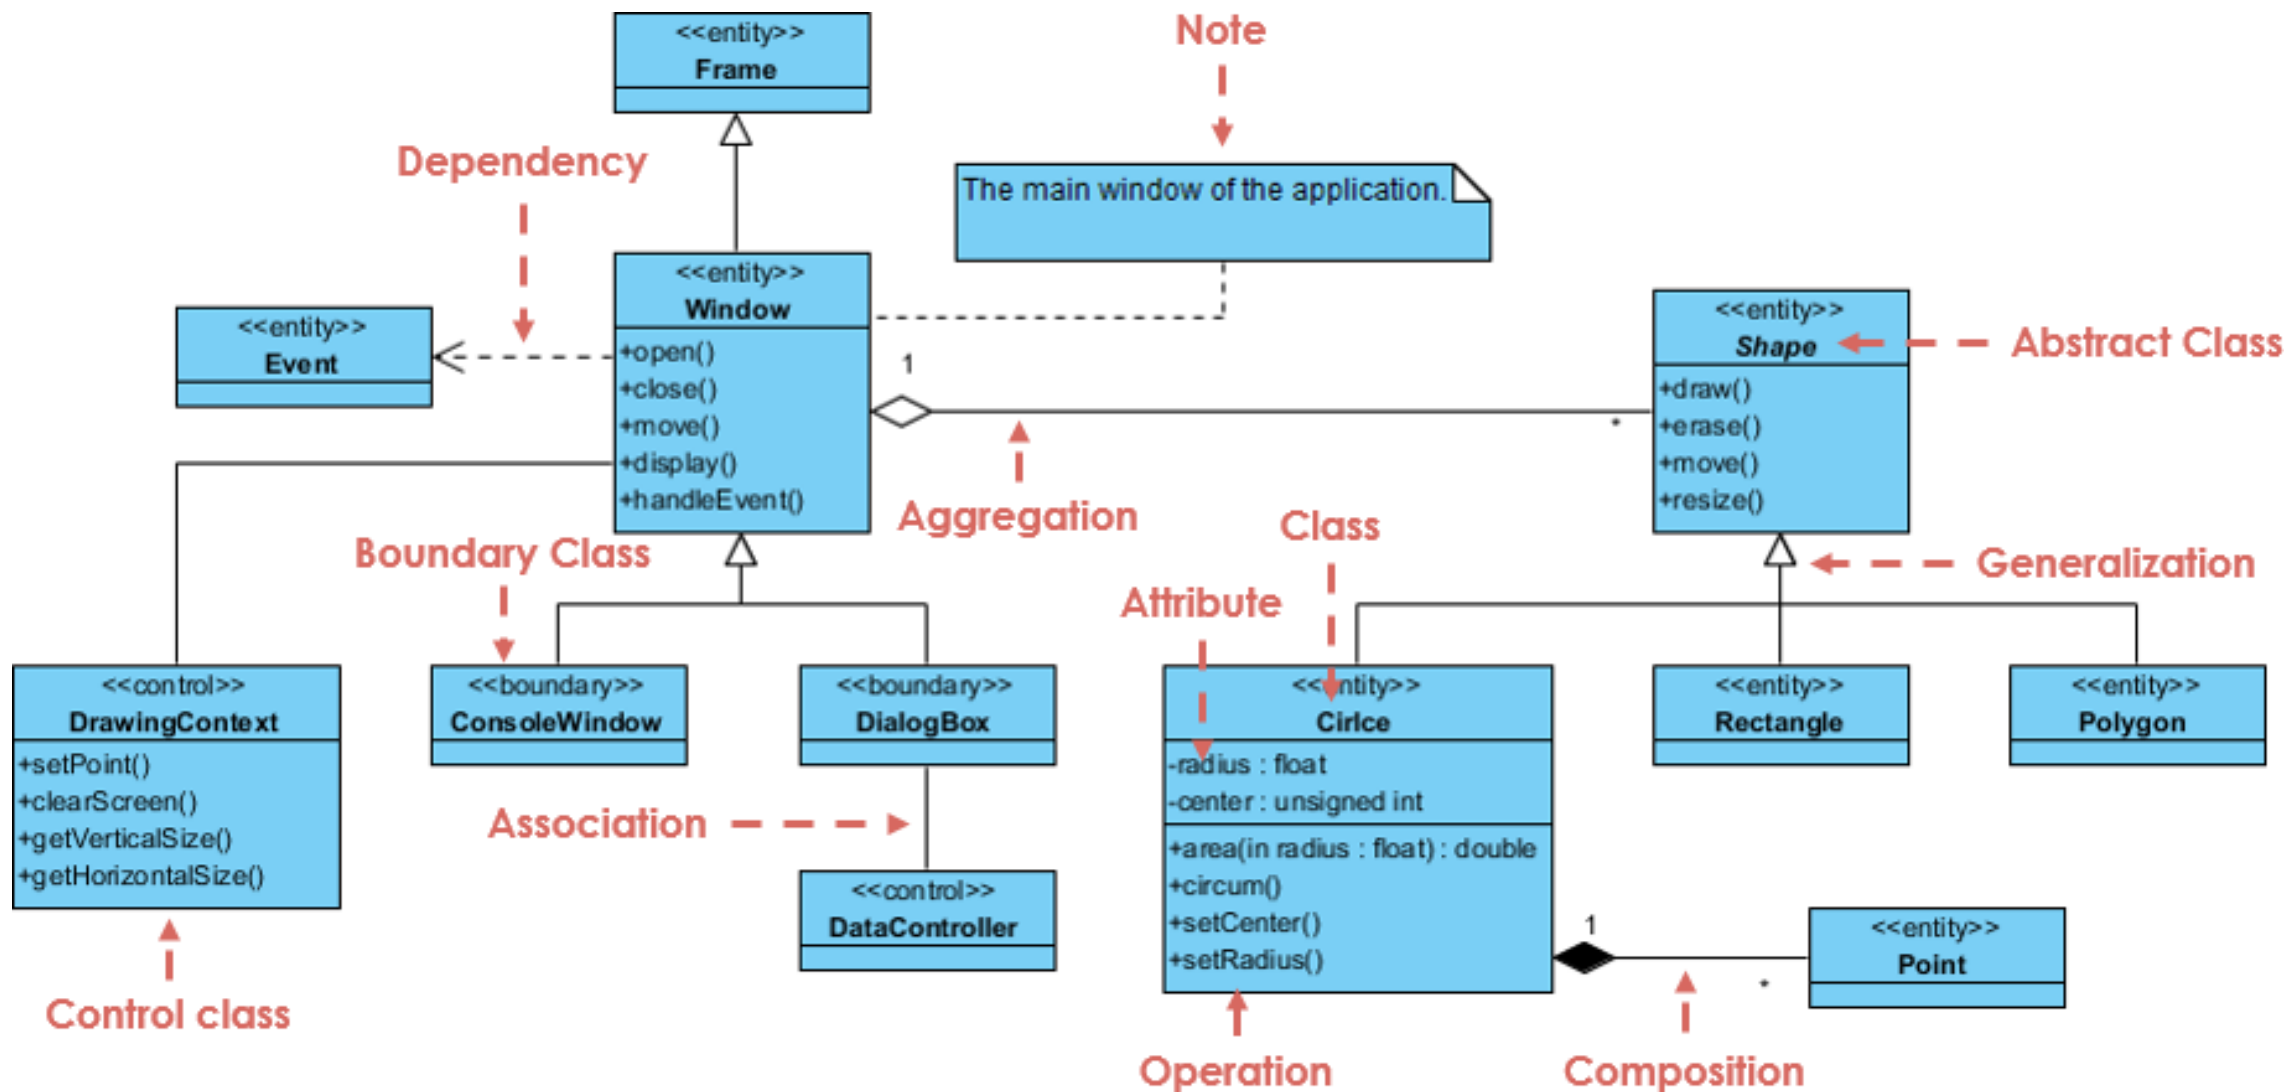 <<entity>>
Frame
Note
Dependency
The main window of the application.
<<entity>>
Window
+open()
+close()
+move()
+display()
+handleEvent()
<<entity>>
Event
1
*
<<entity>>
Shape
+draw()
+erase()
+move()
+resize()
Abstract Class
Aggregation
Class
Boundary Class
Generalization
Attribute
<<control>>
DrawingContext
+setPoint()
+clearScreen()
+getVerticalSize()
+getHorizontalSize()
<<boundary>>
ConsoleWindow
<<boundary>>
DialogBox
<<entity>>
Cirlce
-radius : float
-center : unsigned int
+area(in radius : float) : double
+circum()
+setCenter()
+setRadius()
<<entity>>
Rectangle
<<entity>>
Polygon
Association
<<control>>
DataController
1
*
<<entity>>
Point
Control class
Operation
Composition